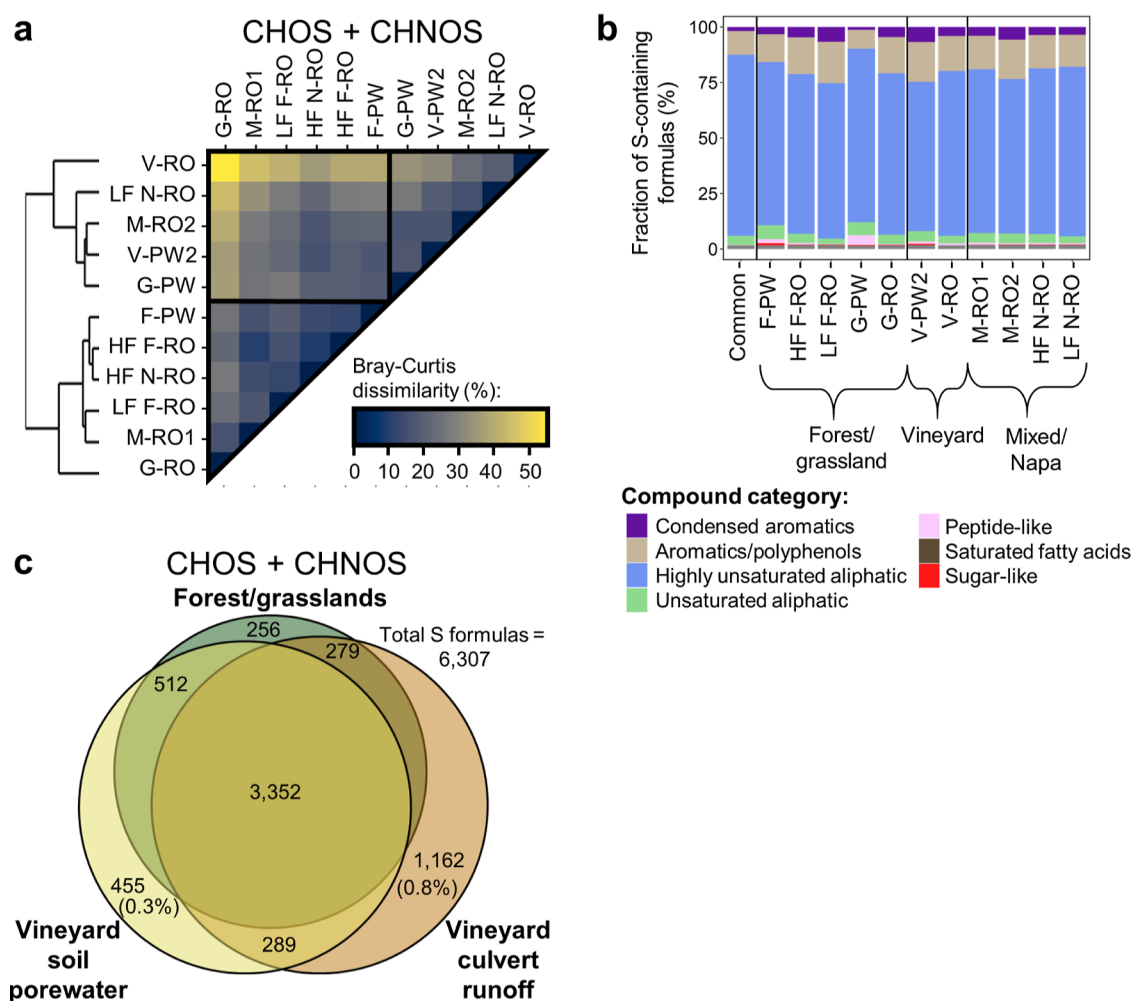 a
CHOS + CHNOS
G-RO
M-RO1
LF F-RO
HF N-RO
HF F-RO
F-PW
G-PW
V-PW2
M-RO2
LF N-RO
V-RO
V-RO
LF N-RO
M-RO2
V-PW2
G-PW
F-PW
HF F-RO
HF N-RO
LF F-RO
M-RO1
G-RO
Bray-Curtis
dissimilarity (%):
0 10 20 30 40 50
b
Fraction of S-containing
formulas (%)
100
75
50
25
0
Common
F-PW
HF F-RO
LF F-RO
G-PW
G-RO
V-PW2
V-RO
M-RO1
M-RO2
HF N-RO
LF N-RO
Forest/
grassland
Vineyard
Mixed/
Napa
Compound category:
Condensed aromatics
Aromatics/polyphenols
Highly unsaturated aliphatic
Unsaturated aliphatic
Peptide-like
Saturated fatty acids
Sugar-like
c
CHOS + CHNOS
Forest/grasslands
Total S formulas =
6,307
256
279
512
3,352
1,162
(0.8%)
455
(0.3%)
289
Vineyard
soil
porewater
Vineyard
culvert
runoff